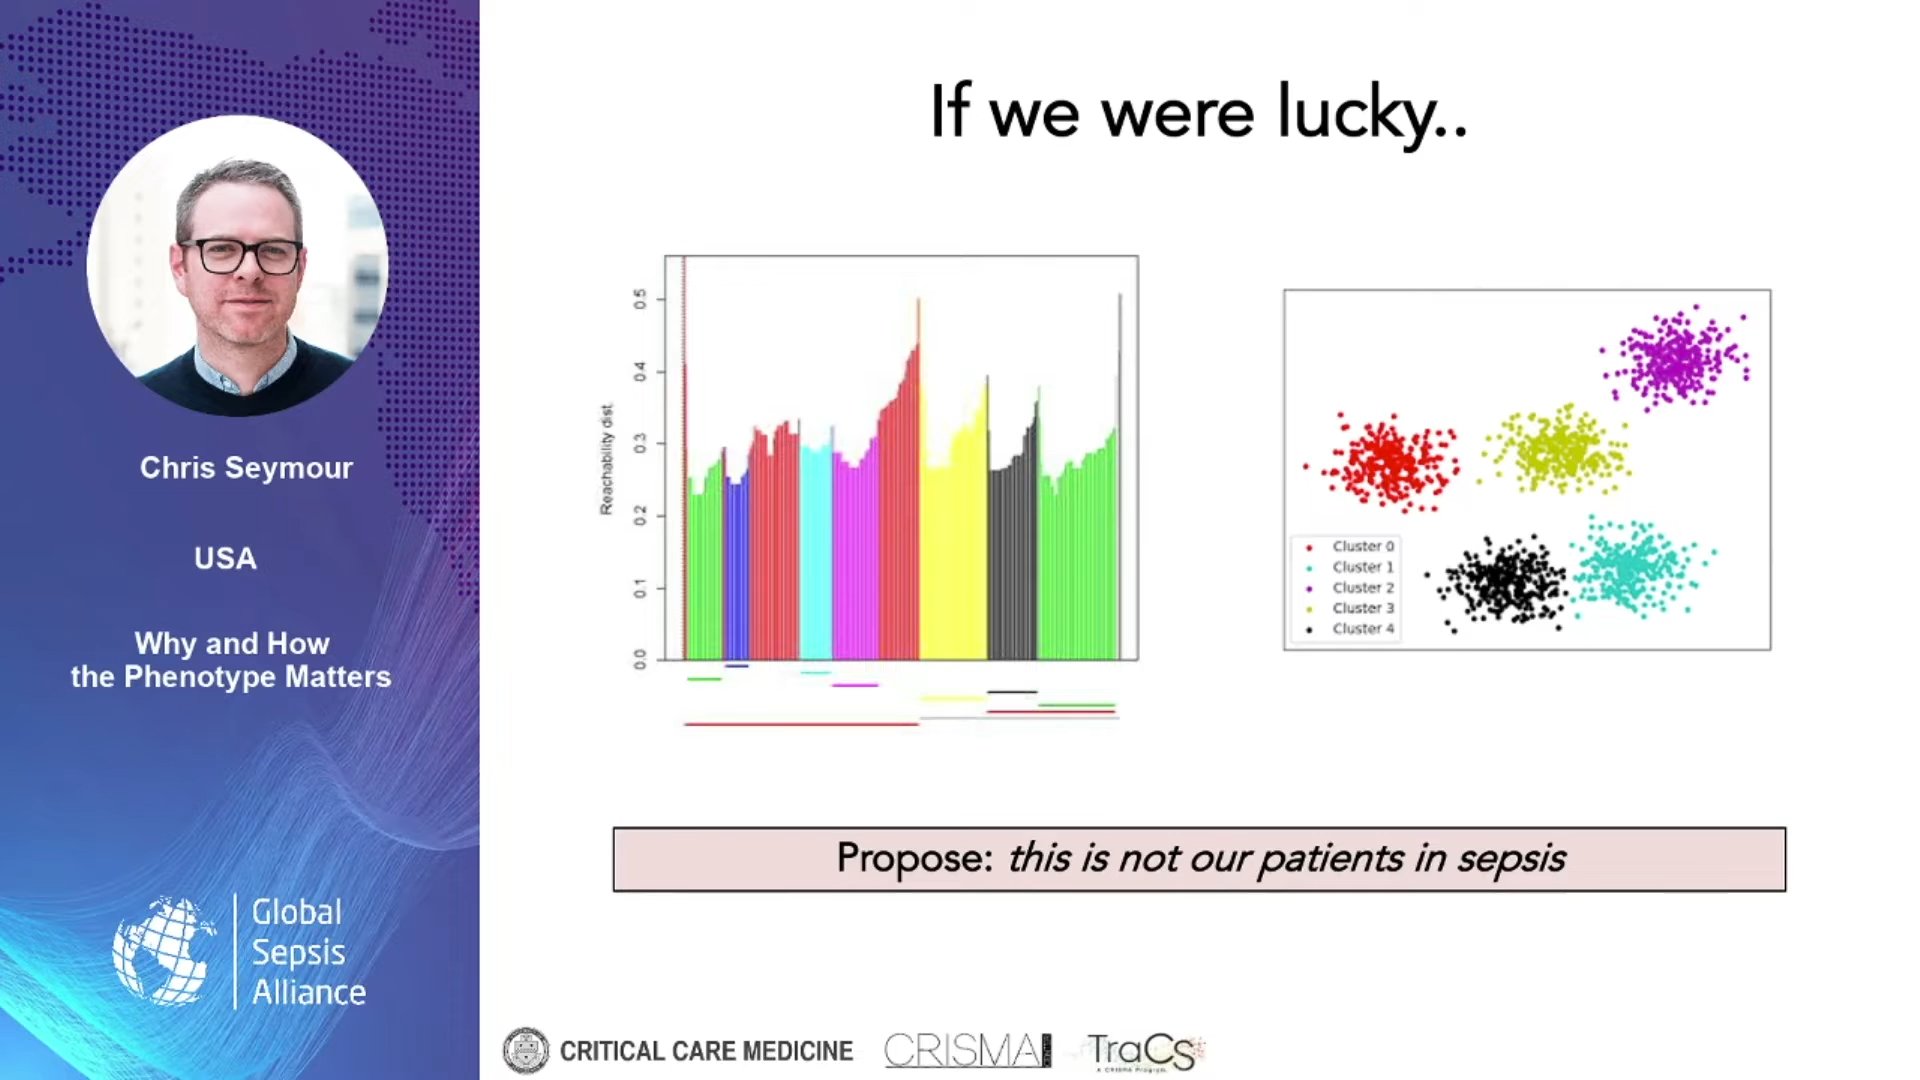 If we were lucky..
Chris Seymour
USA
Why and How
the Phenotype Matters
Global
Sepsis
Alliance
Reachability dist.
0.5
0.4
0.3
0.2
0.1
0.0
Cluster 0
Cluster 1
Cluster 2
Cluster 3
Cluster 4
Propose: this is not our patients in sepsis
CRITICAL CARE MEDICINE
CRISMA
TraCs
A CRISMA Program